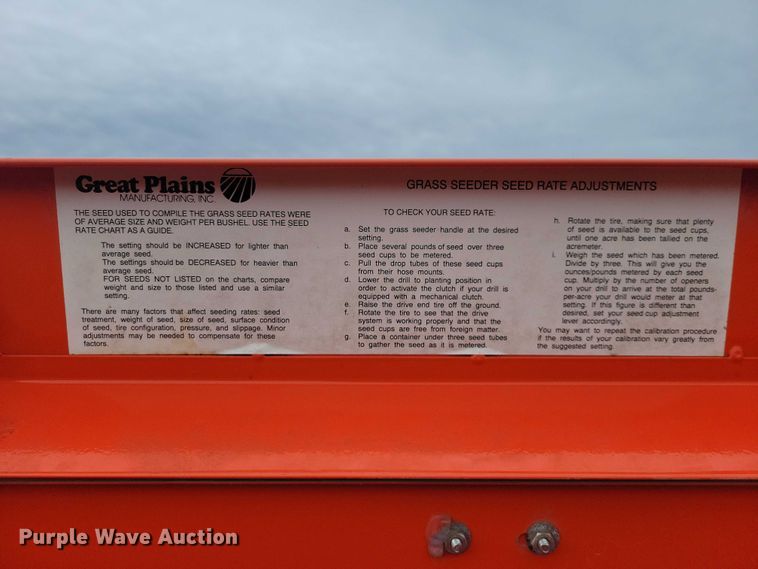 Great Plains
MANUFACTURING, INC.
GRASS SEEDER SEED RATE ADJUSTMENTS
THE SEED USED TO COMPILE THE GRASS SEED RATES WERE
OF AVERAGE SIZE AND WEIGHT PER BUSHEL. USE THE SEED
RATE CHART AS A GUIDE.
The setting should be INCREASED for lighter than
average seed.
The settings should be DECREASED for heavier than
average seed.
FOR SEEDS NOT LISTED on the charts, compare
weight and size to those listed and use a similar
setting.
There are many factors that affect seeding rates: seed
treatment, weight of seed, size of seed, surface condition
of seed, tire configuration, pressure, and slippage. Minor
adjustments may be needed to compensate for these
factors.
TO CHECK YOUR SEED RATE:
a. Set the grass seeder handle at the desired
setting.
b. Place several pounds of seed over three
seed cups to be metered.
c. Pull the drop tubes of these seed cups
from their hose mounts.
d. Lower the drill to planting position in
order to activate the clutch if your drill is
equipped with a mechanical clutch.
e. Raise the drive end tire off the ground.
f. Rotate the tire to see that the drive
system is working properly and that the
seed cups are free from foreign matter.
g. Place a container under three seed tubes
to gather the seed as it is metered.
h. Rotate the tire, making sure that plenty
of seed is available to the seed cups,
until one acre has been tallied on the
acremeter.
i. Weigh the seed which has been metered.
Divide by three. This will give you the
ounces/pounds metered by each seed
cup. Multiply by the number of openers
on your drill to arrive at the total pounds-
per-acre your drill would meter at that
setting. If this figure is different than
desired, set your seed cup adjustment
lever accordingly.
You may want to repeat the calibration procedure
if the results of your calibration vary greatly from
the suggested setting.
Purple Wave Auction